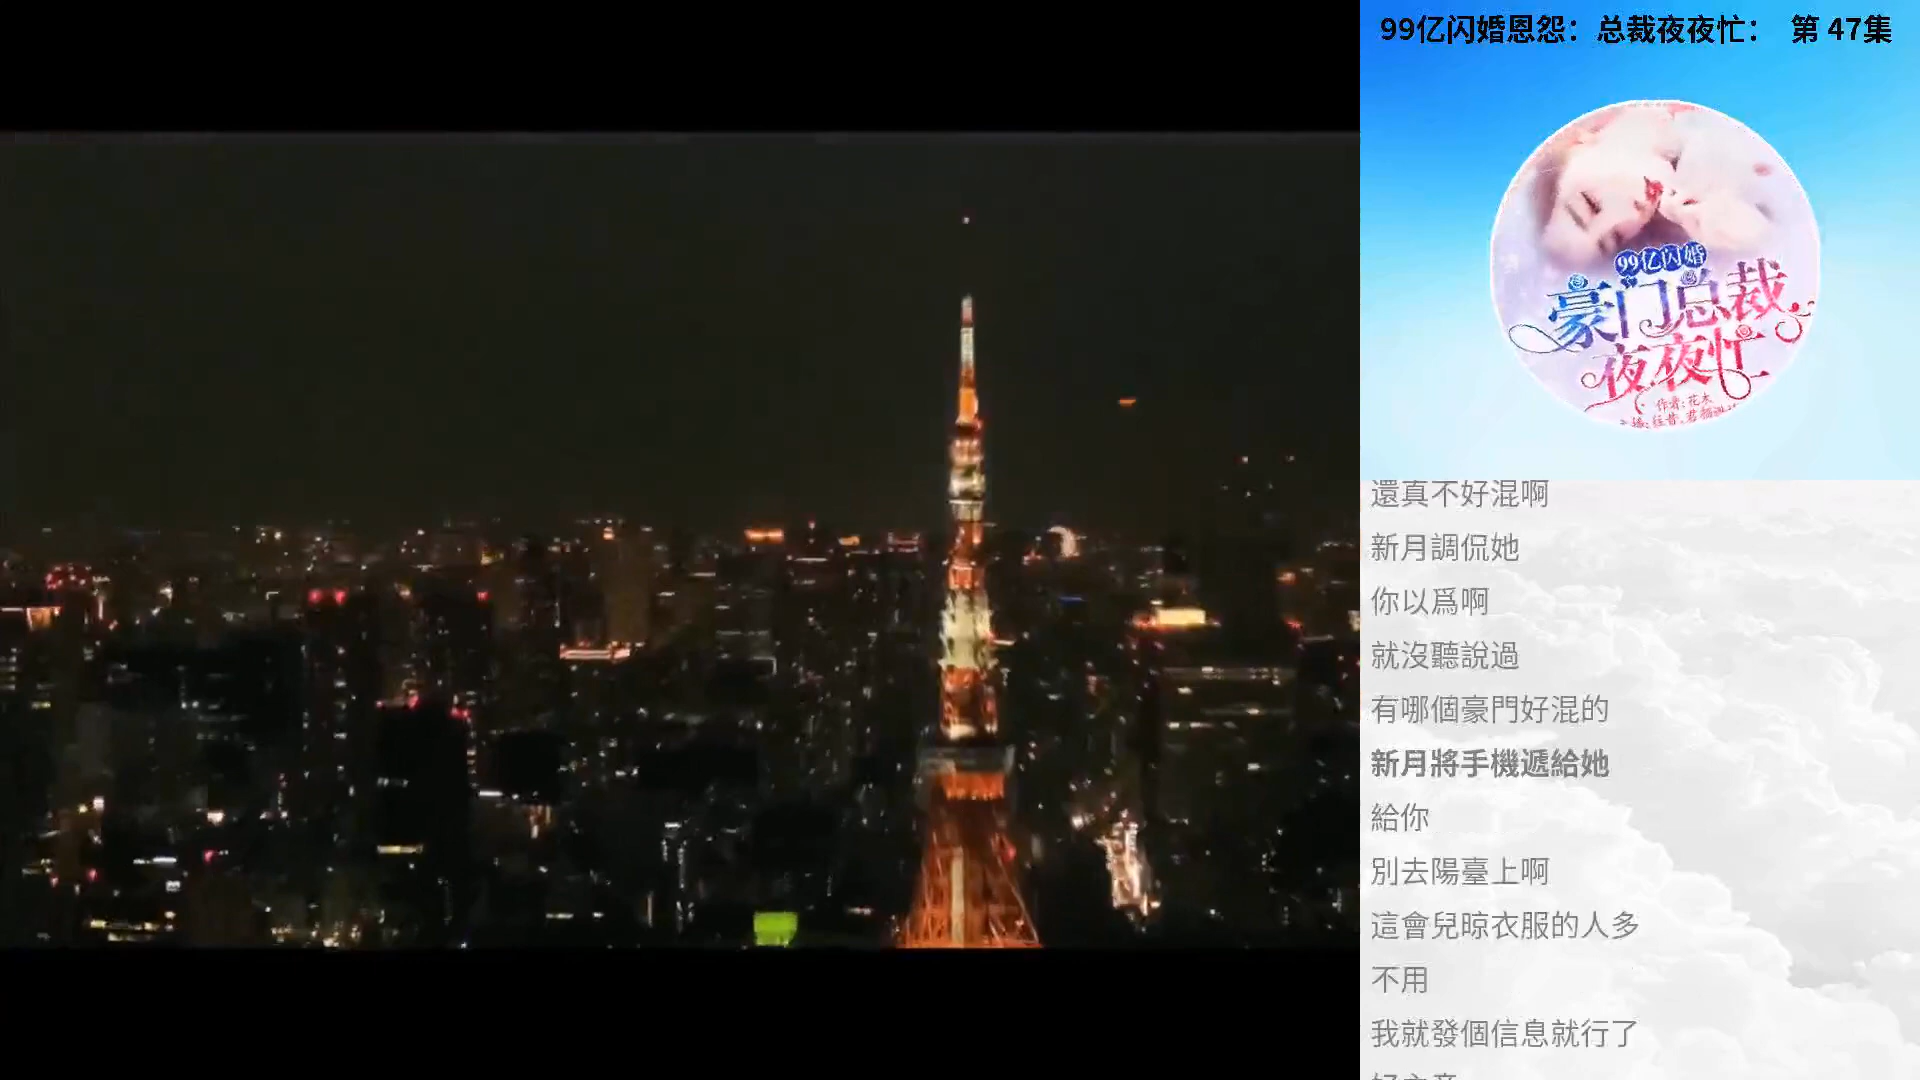 99亿闪婚恩怨：总裁夜夜忙： 第 47集
99亿闪婚
豪门总裁
夜夜忙
作者:花木
還真不好混啊
新月調侃她
你以爲啊
就沒聽說過
有哪個豪門好混的
新月將手機遞給她
給你
別去陽臺上啊
這會兒晾衣服的人多
不用
我就發個信息就行了